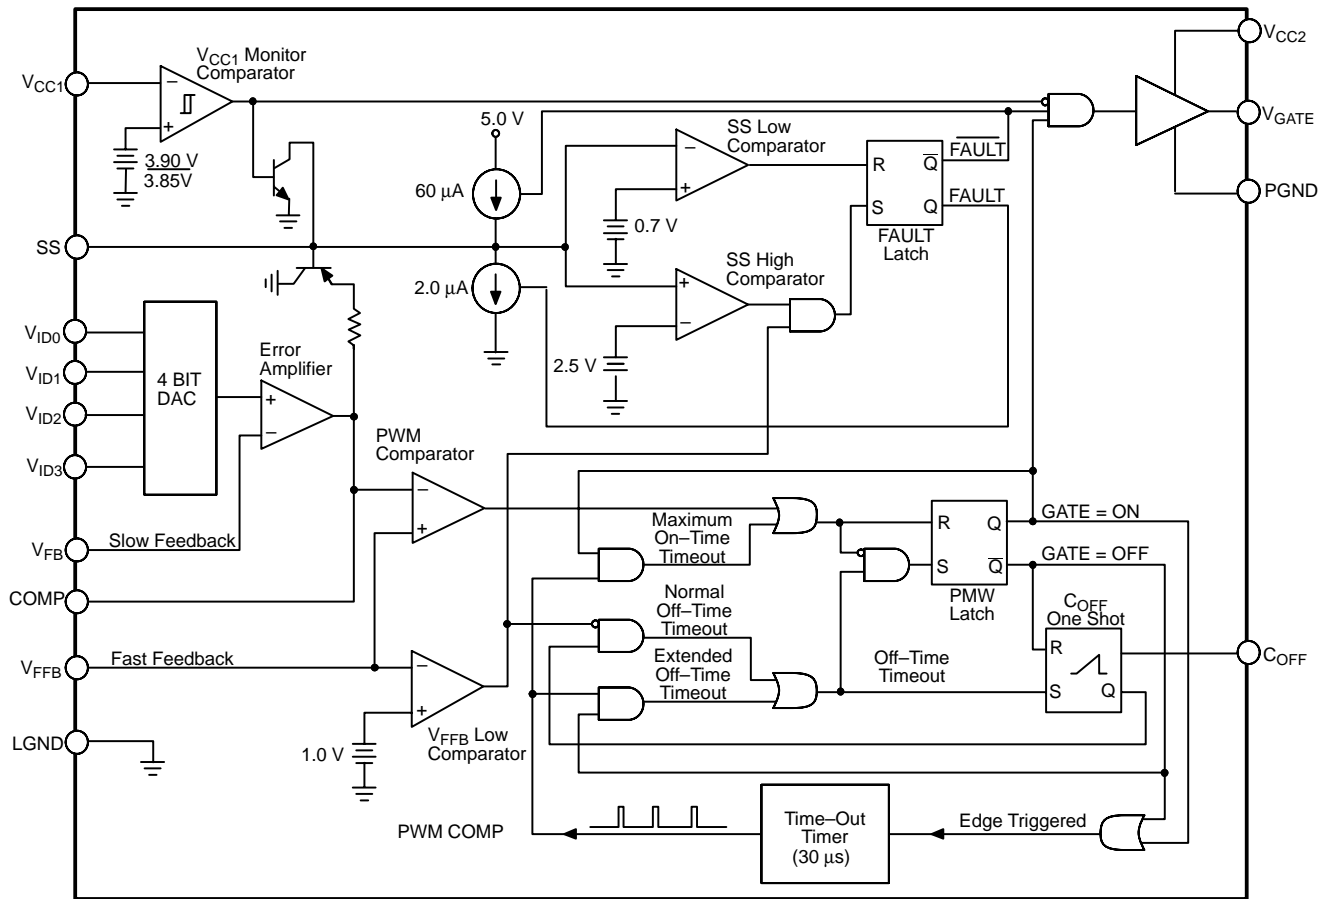 VCC1
VCC1 Monitor
Comparator
−
+
3.90 V
3.85V
5.0 V
60 μA
SS Low
Comparator
−
+
0.7 V
R
S
Q
Q
FAULT
FAULT
FAULT
Latch
VCC2
VGATE
PGND
SS
2.0 μA
SS High
Comparator
+
−
2.5 V
VID0
VID1
VID2
VID3
4 BIT
DAC
Error
Amplifier
+
−
PWM
Comparator
−
+
VFB
Slow Feedback
COMP
VFFB
Fast Feedback
LGND
−
+
1.0 V
VFFB Low
Comparator
Maximum
On–Time
Timeout
Normal
Off–Time
Timeout
Extended
Off–Time
Timeout
R
S
Q
Q
GATE = ON
GATE = OFF
PMW
Latch
COFF
One Shot
R
S
Q
Off–Time
Timeout
COFF
PWM COMP
Time–Out
Timer
(30 μs)
Edge Triggered